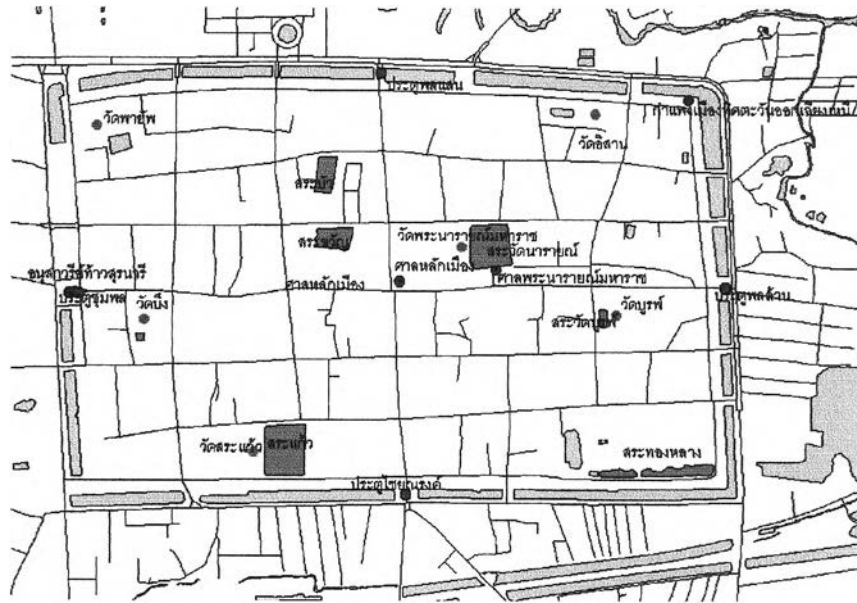 ประตูพลแสน
กำแพงเมืองทิศตะวันออกเฉียงเหนือ
วัดพายัพ
วัดอิสาน
สระบัว
สระขวัญ
วัดพระนารายณ์มหาราช
สระวัดนารายณ์
อนุสาวรีย์ท้าวสุรนารี
ศาลหลักเมือง
ศาลหลักเมือง
ศาลพระนารายณ์มหาราช
ประตูชุมพล
วัดบึง
ประตูพลล้าน
วัดบูรพ์
สระวัดบูรพ์
วัดสระแก้ว
สระแก้ว
สระทองหลาง
ประตูไชยณรงค์